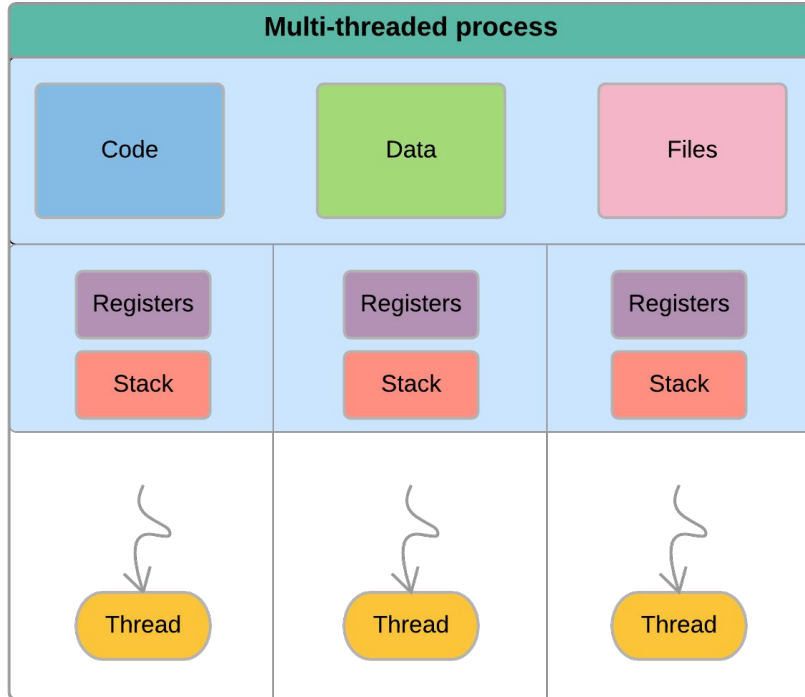 Multi-threaded process
Code
Data
Files
Registers
Registers
Registers
Stack
Stack
Stack
Thread
Thread
Thread